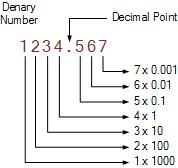 Denary
Number
Decimal Point
1234.567
7 x 0.001
6 x 0.01
5 x 0.1
4 x 1
3 x 10
2 x 100
1 x 1000